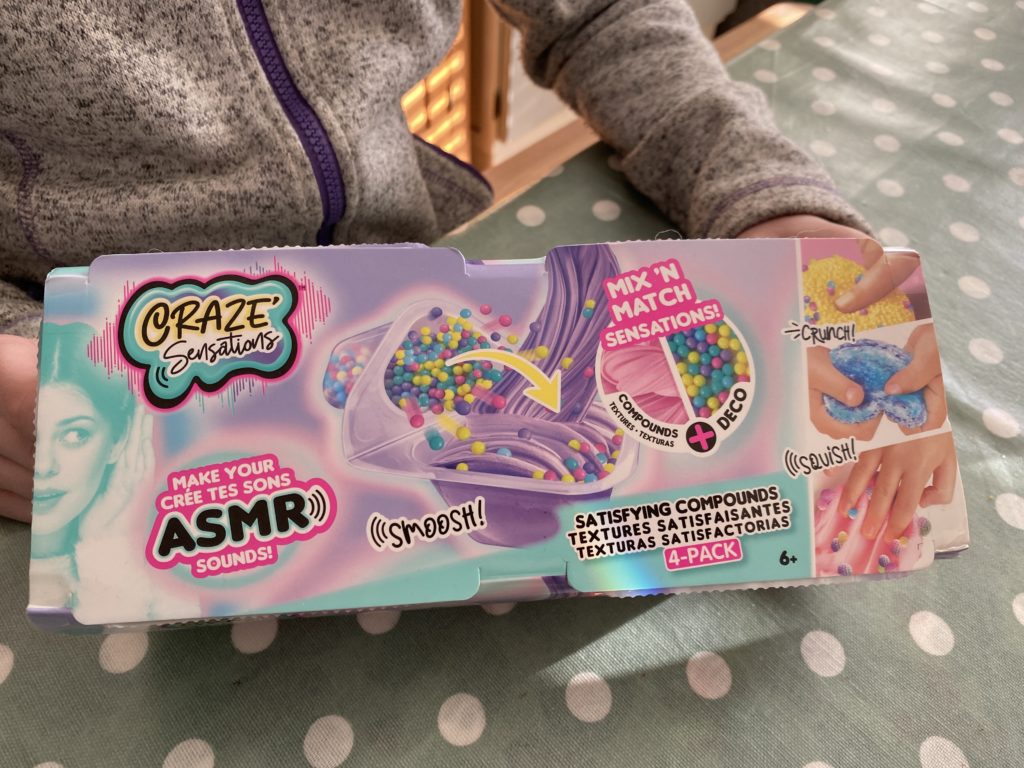 CRAZE'
Sensations
™
MAKE YOUR
CRÉE TES SONS
ASMR
SOUNDS!
SMOOSH!
MIX 'N
MATCH
SENSATIONS!
COMPOUNDS
TEXTURES • TEXTURAS
+
DECO
SATISFYING COMPOUNDS
TEXTURES SATISFAISANTES
TEXTURAS SATISFACTORIAS
4-PACK
6+
CRUNCH!
SQUISH!